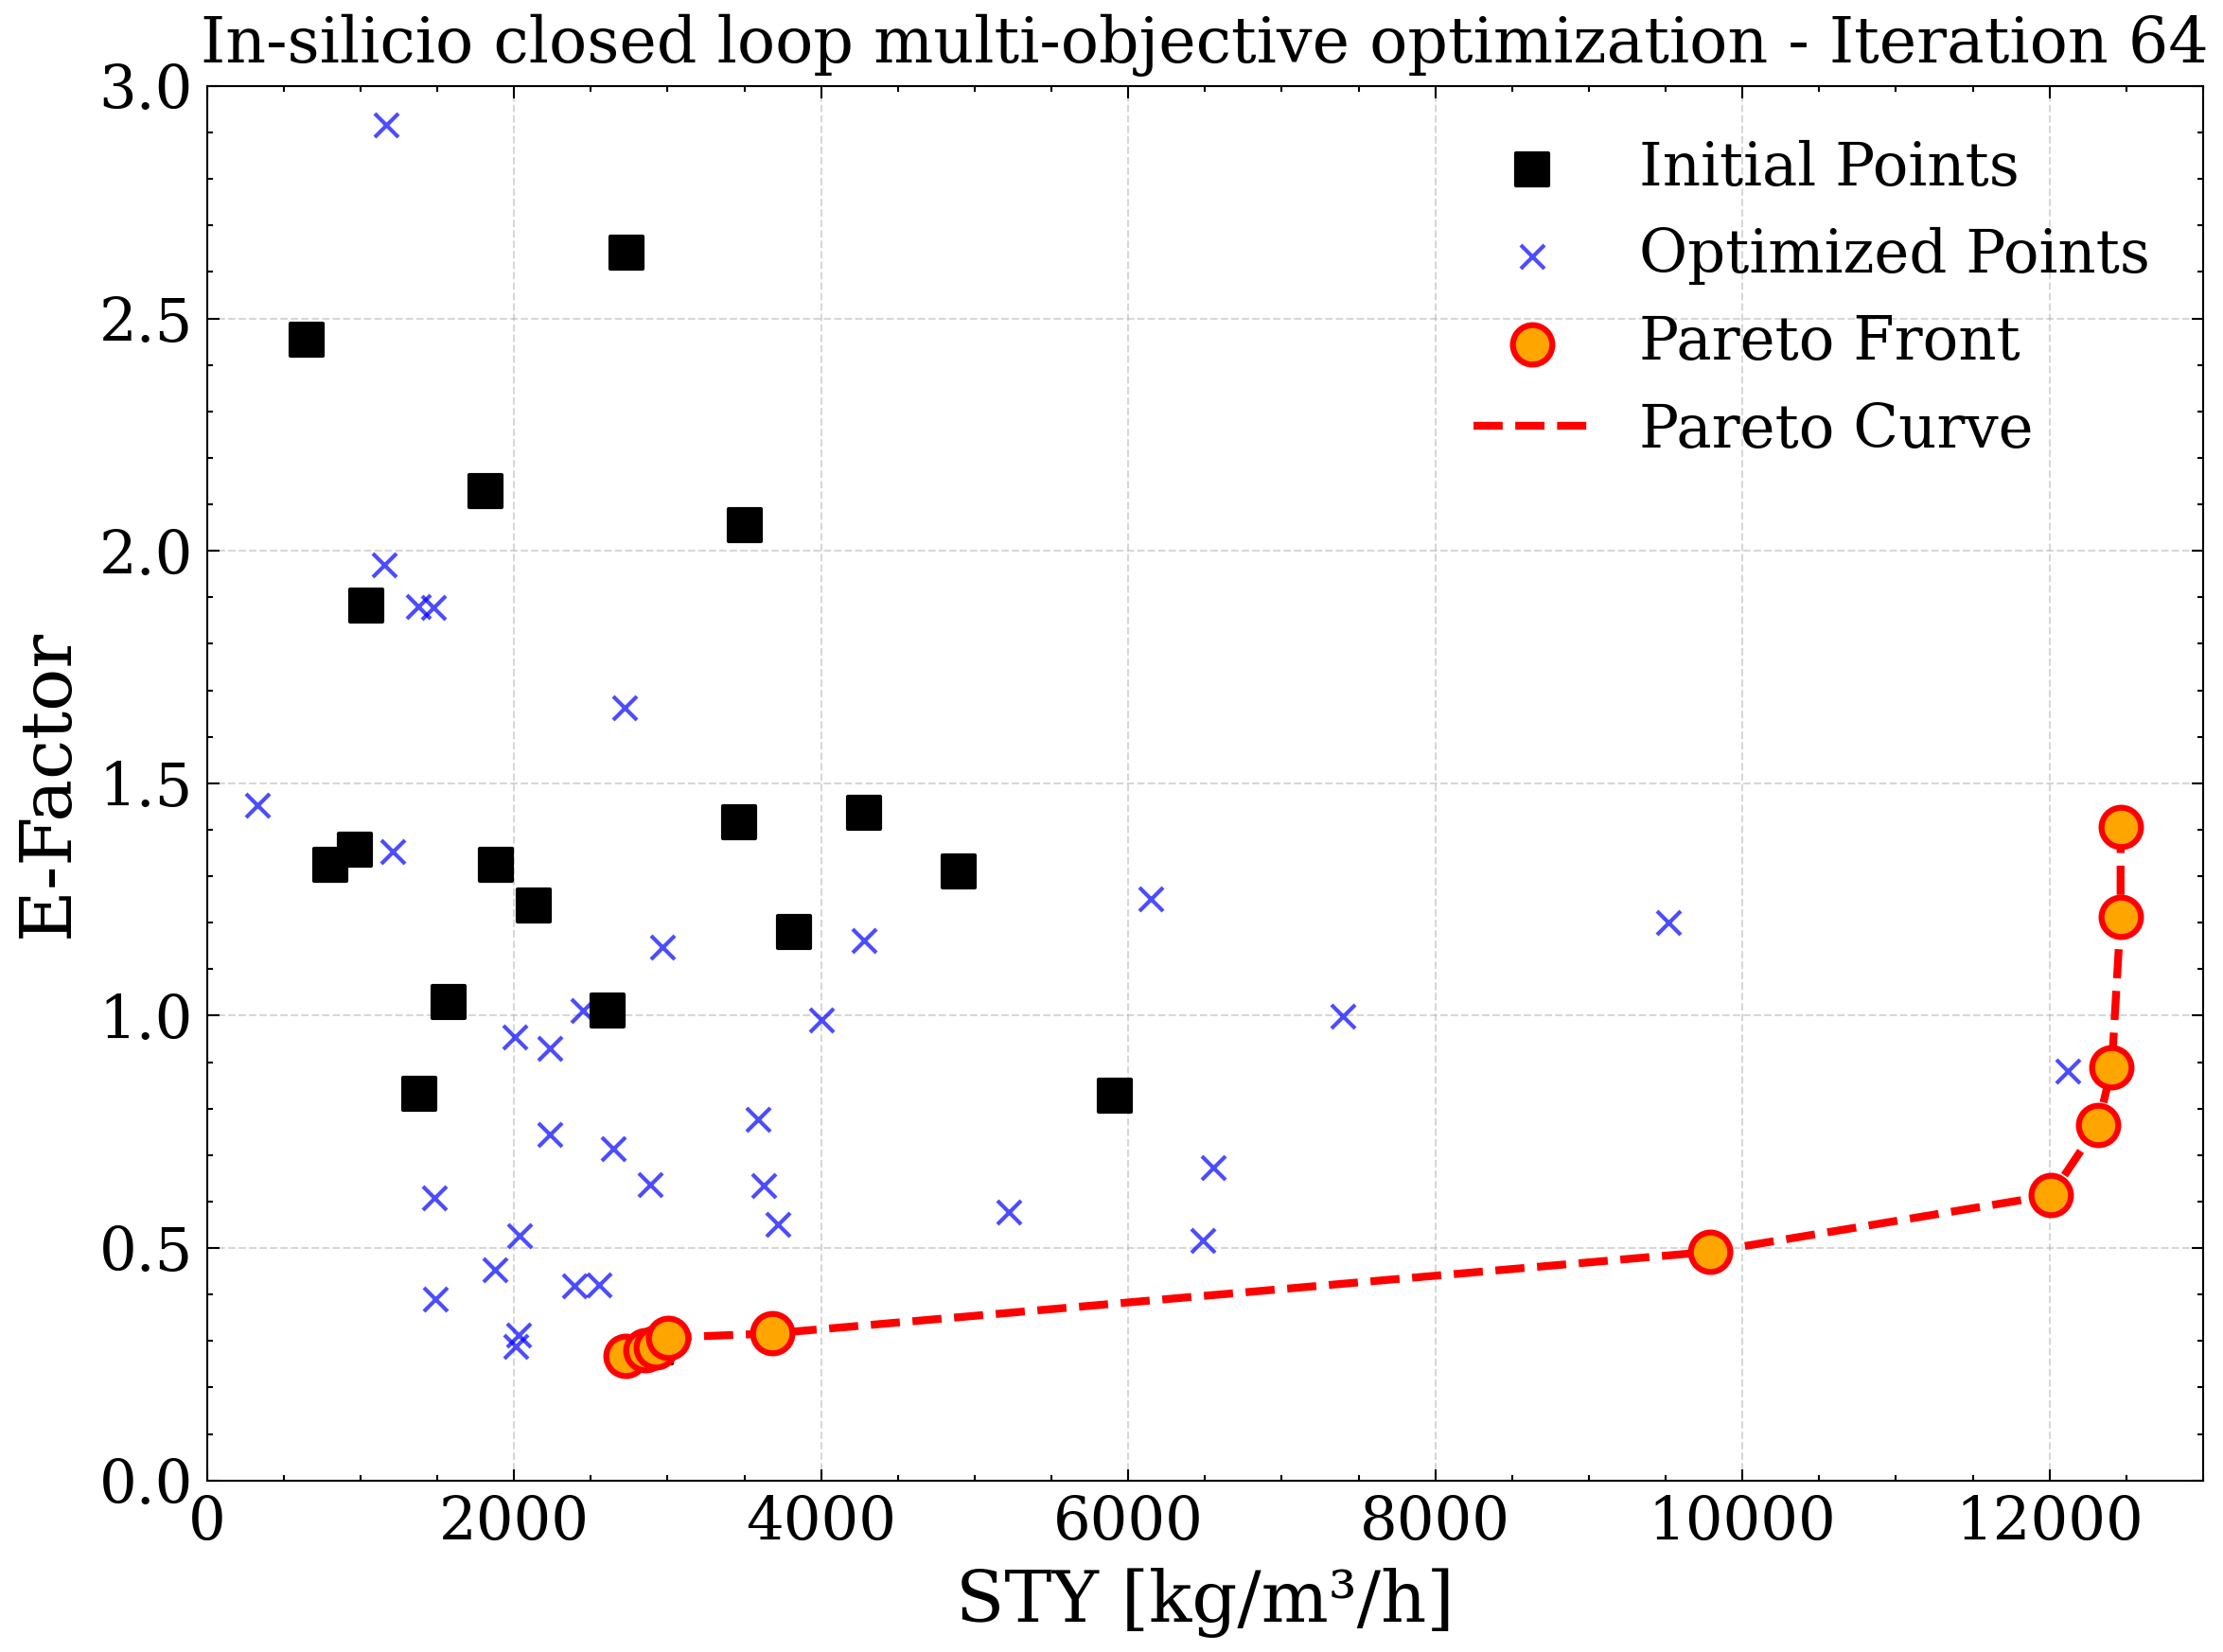 In-silicio closed loop multi-objective optimization - Iteration 64
3.0
2.5
2.0
1.5
1.0
0.5
0.0
E-Factor
Initial Points
Optimized Points
Pareto Front
Pareto Curve
0 2000 4000 6000 8000 10000 12000
STY [kg/m³/h]